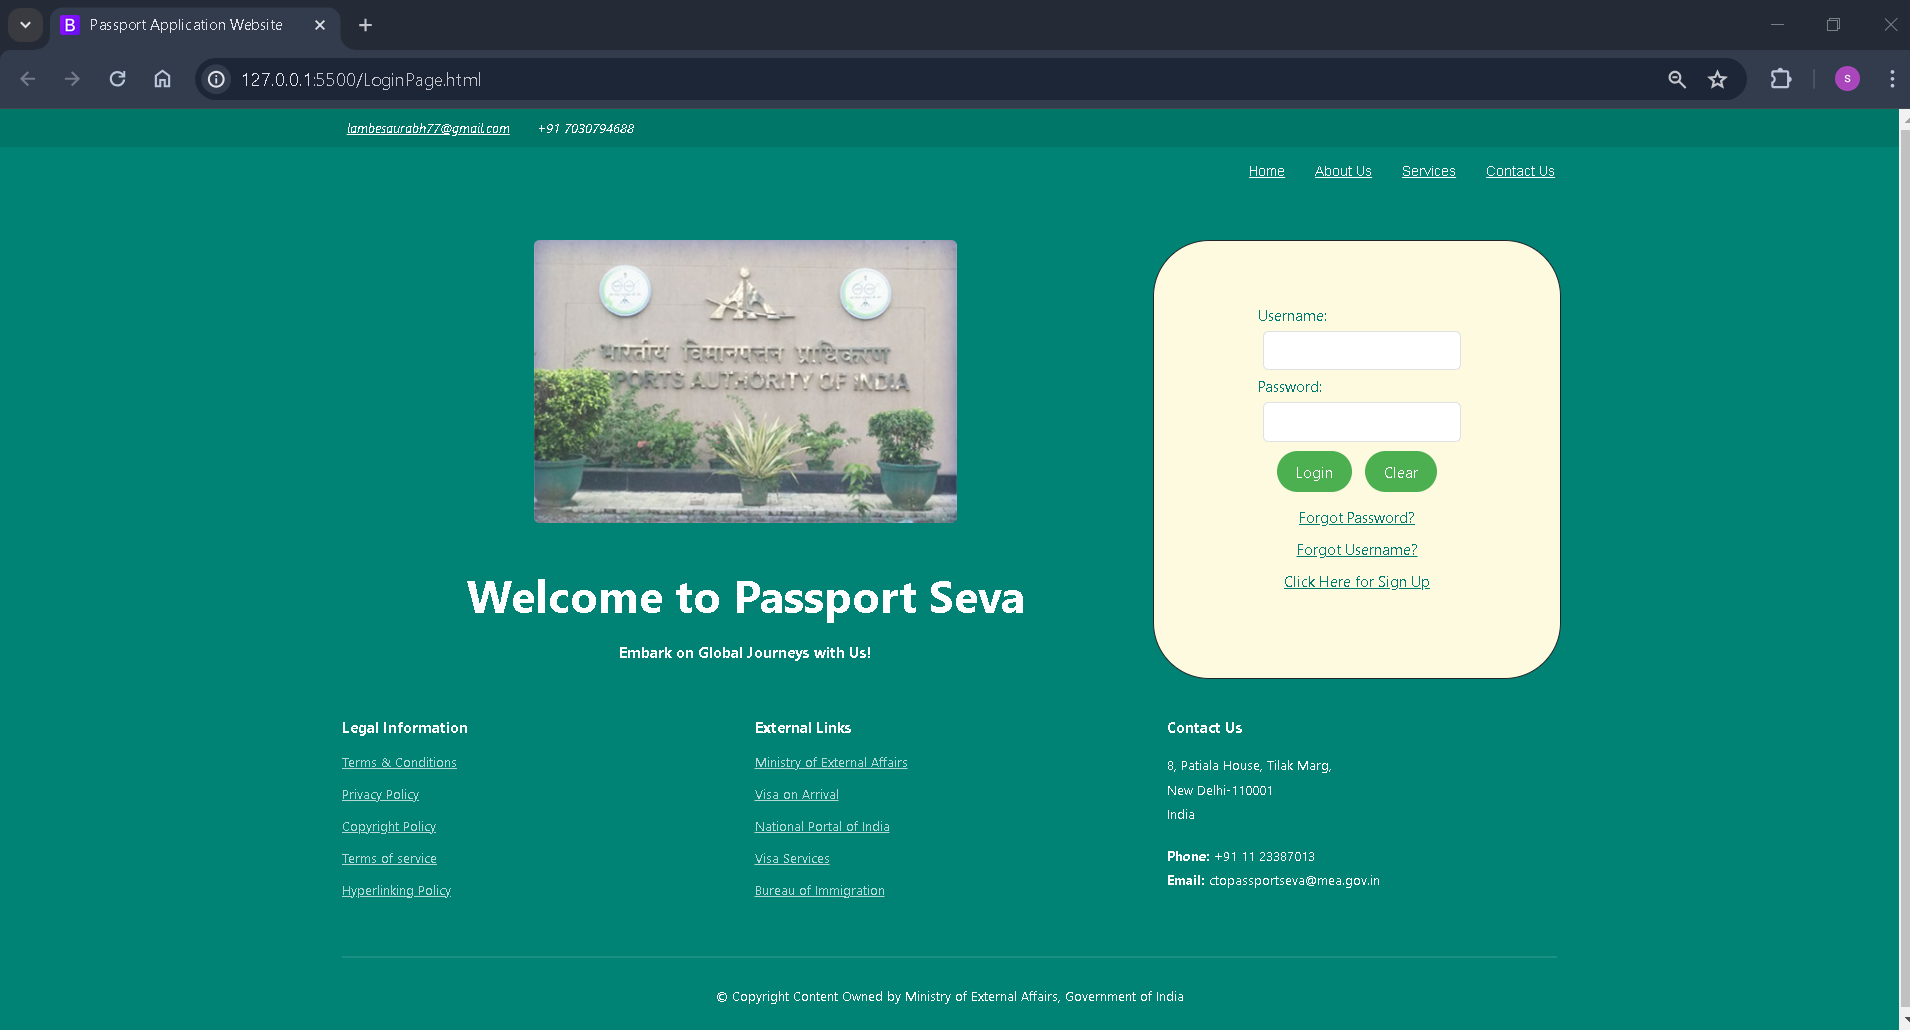 Passport Application Website
127.0.0.1:5500/LoginPage.html
S
lambesaurabh77@gmail.com +91 7030794688
Home About Us Services Contact Us
भारतीय विमानपत्तन प्राधिकरण
PORTS AUTHORITY OF INDIA
Username:
Password:
Login Clear
Forgot Password?
Forgot Username?
Click Here for Sign Up
Welcome to Passport Seva
Embark on Global Journeys with Us!
Legal Information
Terms & Conditions
Privacy Policy
Copyright Policy
Terms of service
Hyperlinking Policy
External Links
Ministry of External Affairs
Visa on Arrival
National Portal of India
Visa Services
Bureau of Immigration
Contact Us
8, Patiala House, Tilak Marg,
New Delhi-110001
India
Phone: +91 11 23387013
Email: ctopassportseva@mea.gov.in
© Copyright Content Owned by Ministry of External Affairs, Government of India